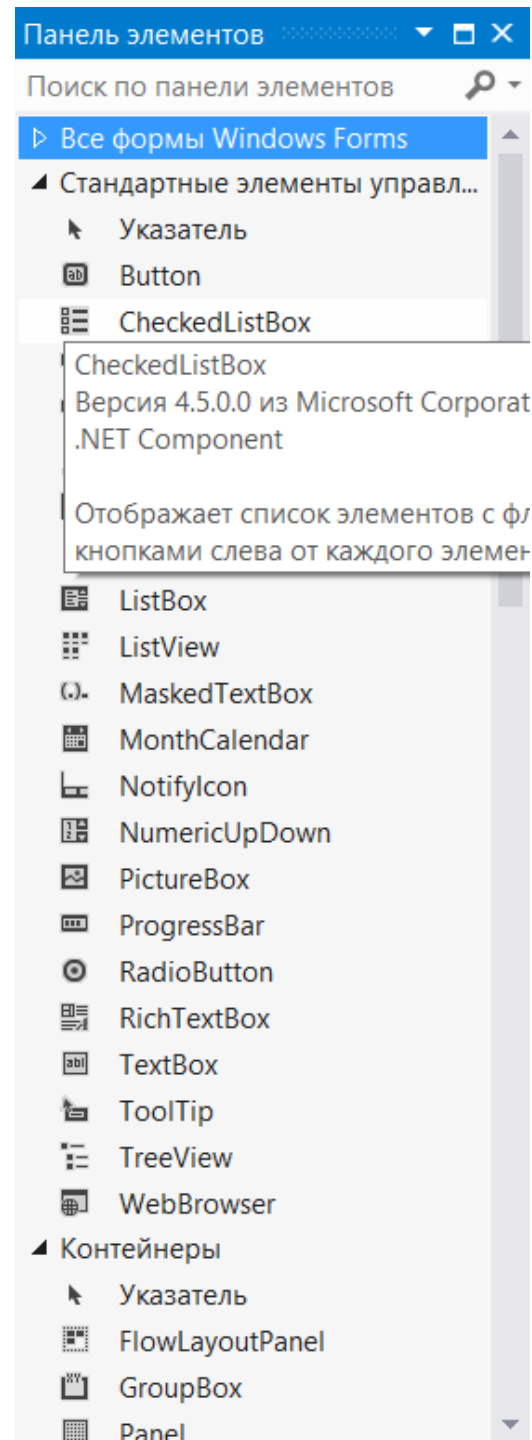 Панель элементов
Поиск по панели элементов
Все формы Windows Forms
Стандартные элементы управл...
Указатель
Button
CheckedListBox
CheckedListBox
Версия 4.5.0.0 из Microsoft Corporat
.NET Component
Отображает список элементов с фл
кнопками слева от каждого элемен
ListBox
ListView
MaskedTextBox
MonthCalendar
NotifyIcon
NumericUpDown
PictureBox
ProgressBar
RadioButton
RichTextBox
TextBox
ToolTip
TreeView
WebBrowser
Контейнеры
Указатель
FlowLayoutPanel
GroupBox
Panel